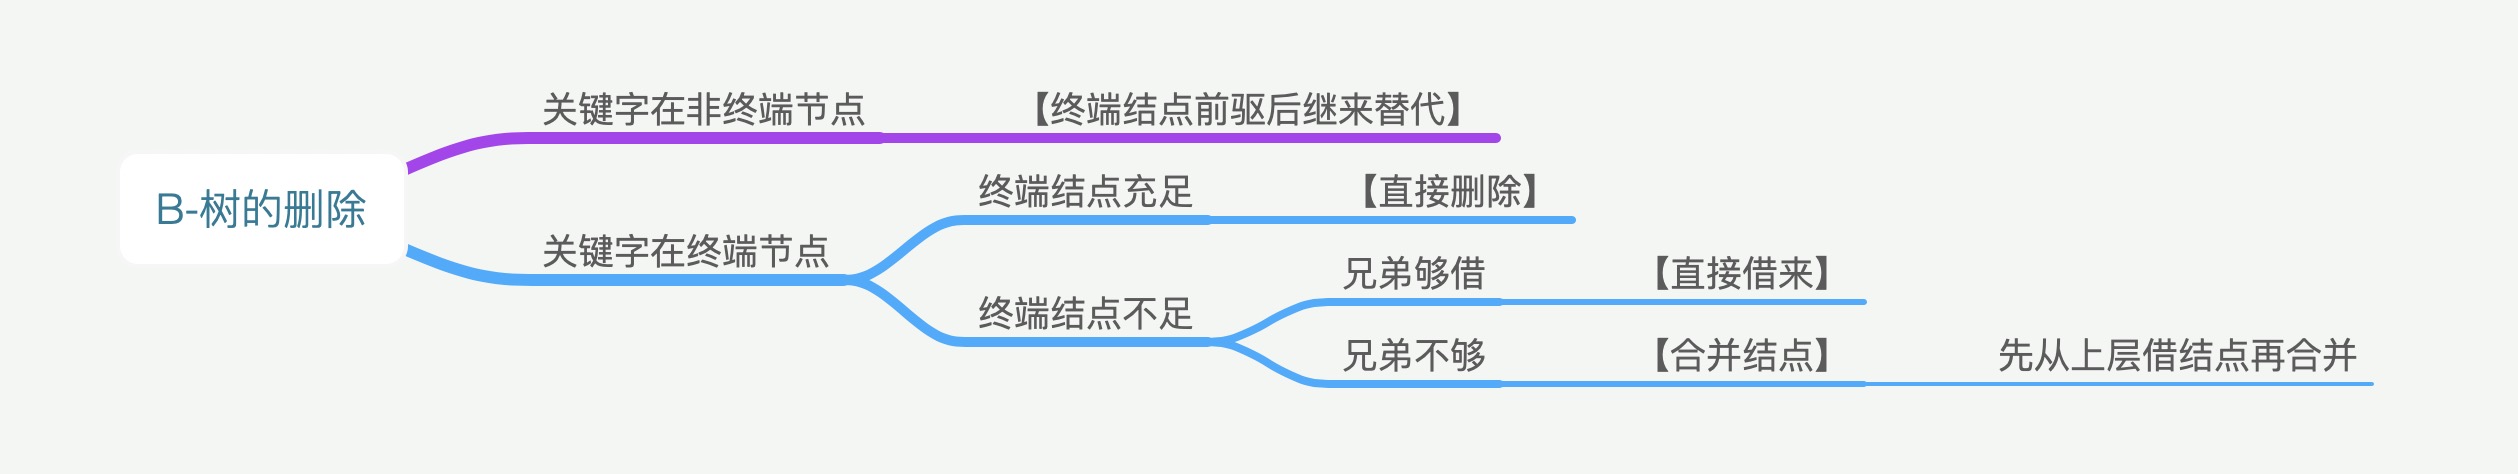 B-树的删除
关键字在非终端节点
【终端结点前驱后继来替代】
关键字在终端节点
终端结点充足
【直接删除】
终端结点不足
兄弟够借
【直接借来】
兄弟不够
【合并结点】
先从上层借结点再合并